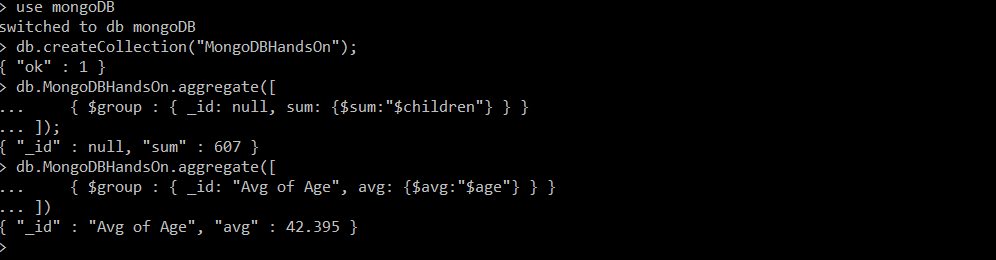 > use mongoDB
switched to db mongoDB
> db.createCollection("MongoDBHandsOn");
{ "ok" : 1 }
> db.MongoDBHandsOn.aggregate([
...     { $group : { _id: null, sum: {$sum:"$children"} } }
... ]);
{ "_id" : null, "sum" : 607 }
> db.MongoDBHandsOn.aggregate([
...     { $group : { _id: "Avg of Age", avg: {$avg:"$age"} } }
... ])
{ "_id" : "Avg of Age", "avg" : 42.395 }
>